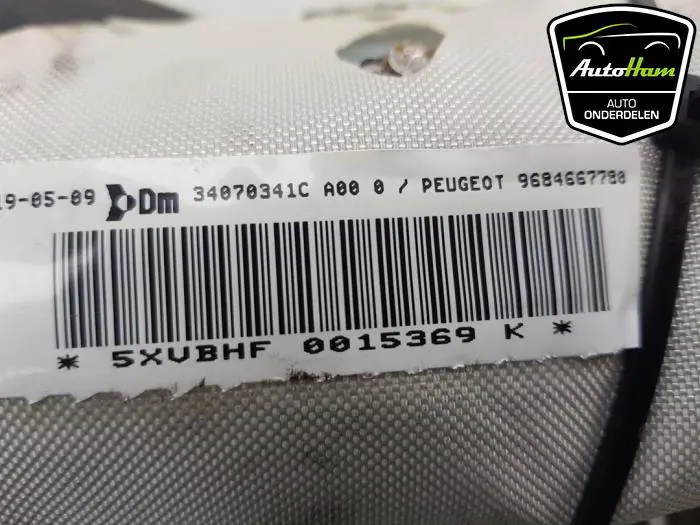 AutoHam
AUTO
ONDERDELEN
19-05-09 Dm 34070341C A00 0 / PEUGEOT 9684667780
* 5XVBHF 0015369 K *